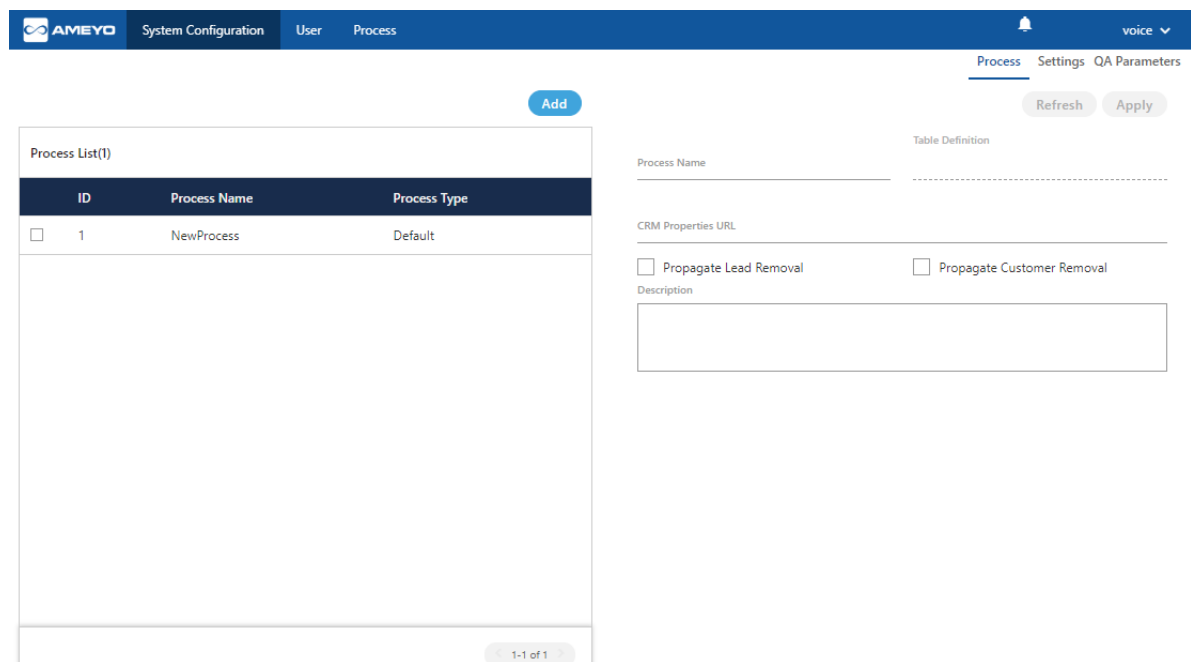 AMEYO System Configuration User Process voice
Process Settings QA Parameters
Add Refresh Apply
Process List(1)
ID Process Name Process Type
1 NewProcess Default
1-1 of 1
Process Name Table Definition
CRM Properties URL
Propagate Lead Removal Propagate Customer Removal
Description